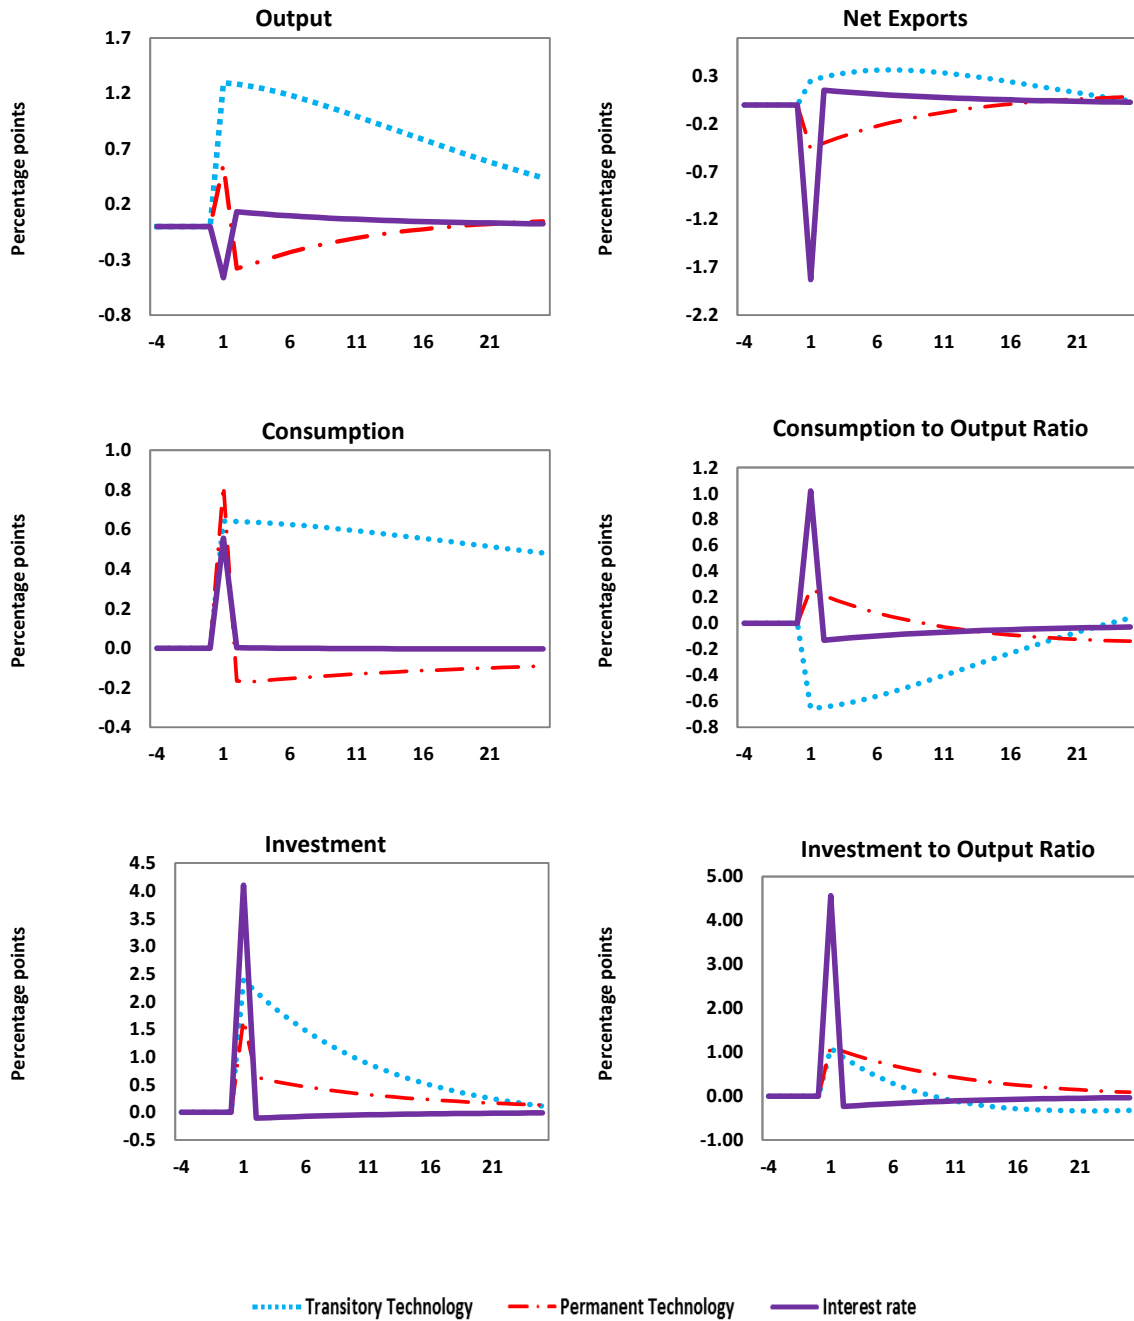 Output
Percentage points
1.7
1.2
0.7
0.2
-0.3
-0.8
-4 1 6 11 16 21
Net Exports
Percentage points
0.3
-0.2
-0.7
-1.2
-1.7
-2.2
-4 1 6 11 16 21
Consumption
Percentage points
1.0
0.8
0.6
0.4
0.2
0.0
-0.2
-0.4
-4 1 6 11 16 21
Consumption to Output Ratio
Percentage points
1.2
1.0
0.8
0.6
0.4
0.2
0.0
-0.2
-0.4
-0.6
-0.8
-4 1 6 11 16 21
Investment
Percentage points
4.5
4.0
3.5
3.0
2.5
2.0
1.5
1.0
0.5
0.0
-0.5
-4 1 6 11 16 21
Investment to Output Ratio
Percentage points
5.00
4.00
3.00
2.00
1.00
0.00
-1.00
-4 1 6 11 16 21
Transitory Technology Permanent Technology Interest rate